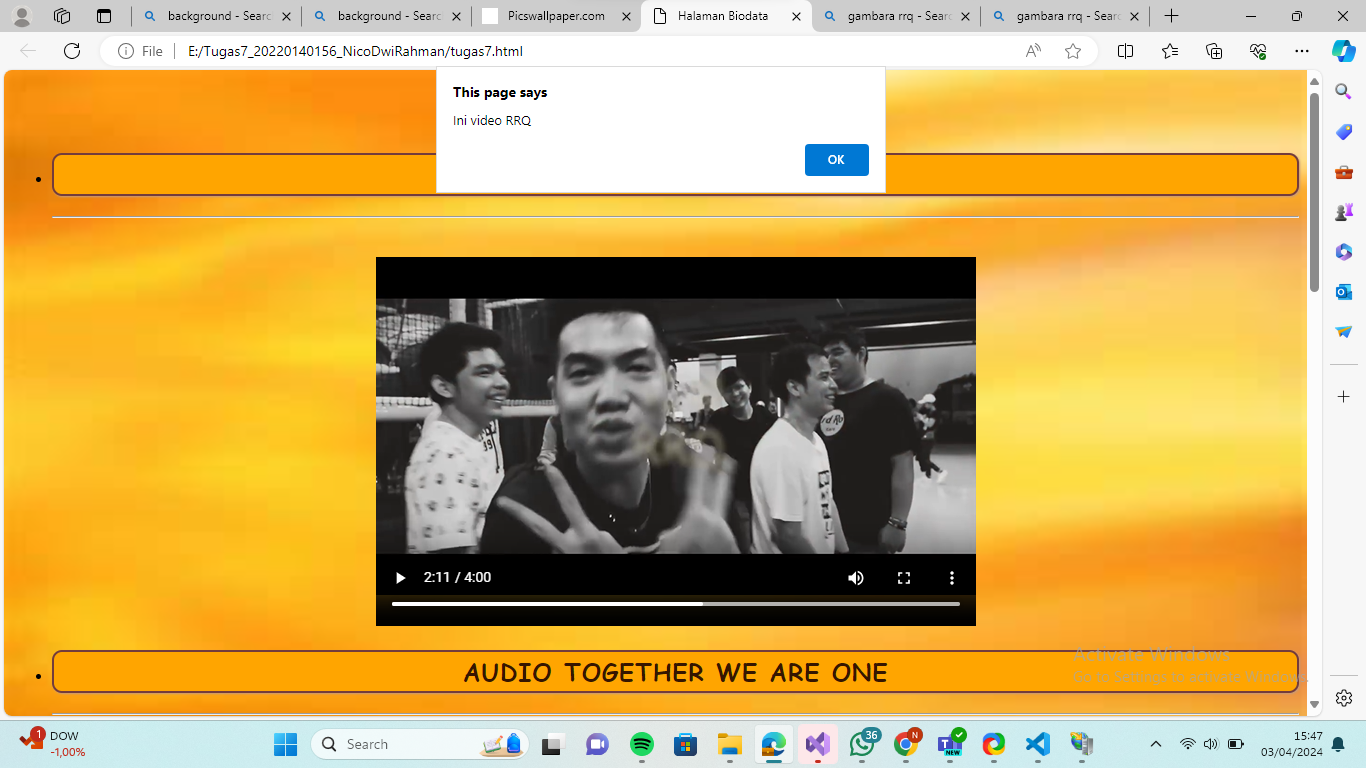 background - Searc
background - Searc
Picswallpaper.com
Halaman Biodata
gambara rrq - Searc
gambara rrq - Searc
File
E:/Tugas7_20220140156_NicoDwiRahman/tugas7.html
This page says
Ini video RRQ
OK
2:11 / 4:00
AUDIO TOGETHER WE ARE ONE
Activate Windows
Go to Settings to activate Windows.
1
DOW
-1,00%
Search
36
N
NEW
15:47
03/04/2024